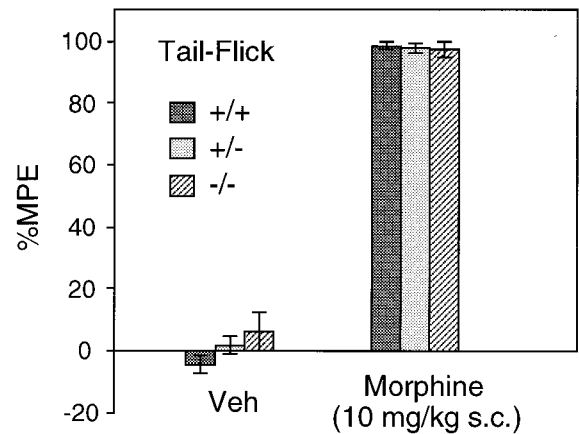 Tail-Flick
+/+
+/-
-/-
%MPE
100
80
60
40
20
0
-20
Veh
Morphine
(10 mg/kg s.c.)